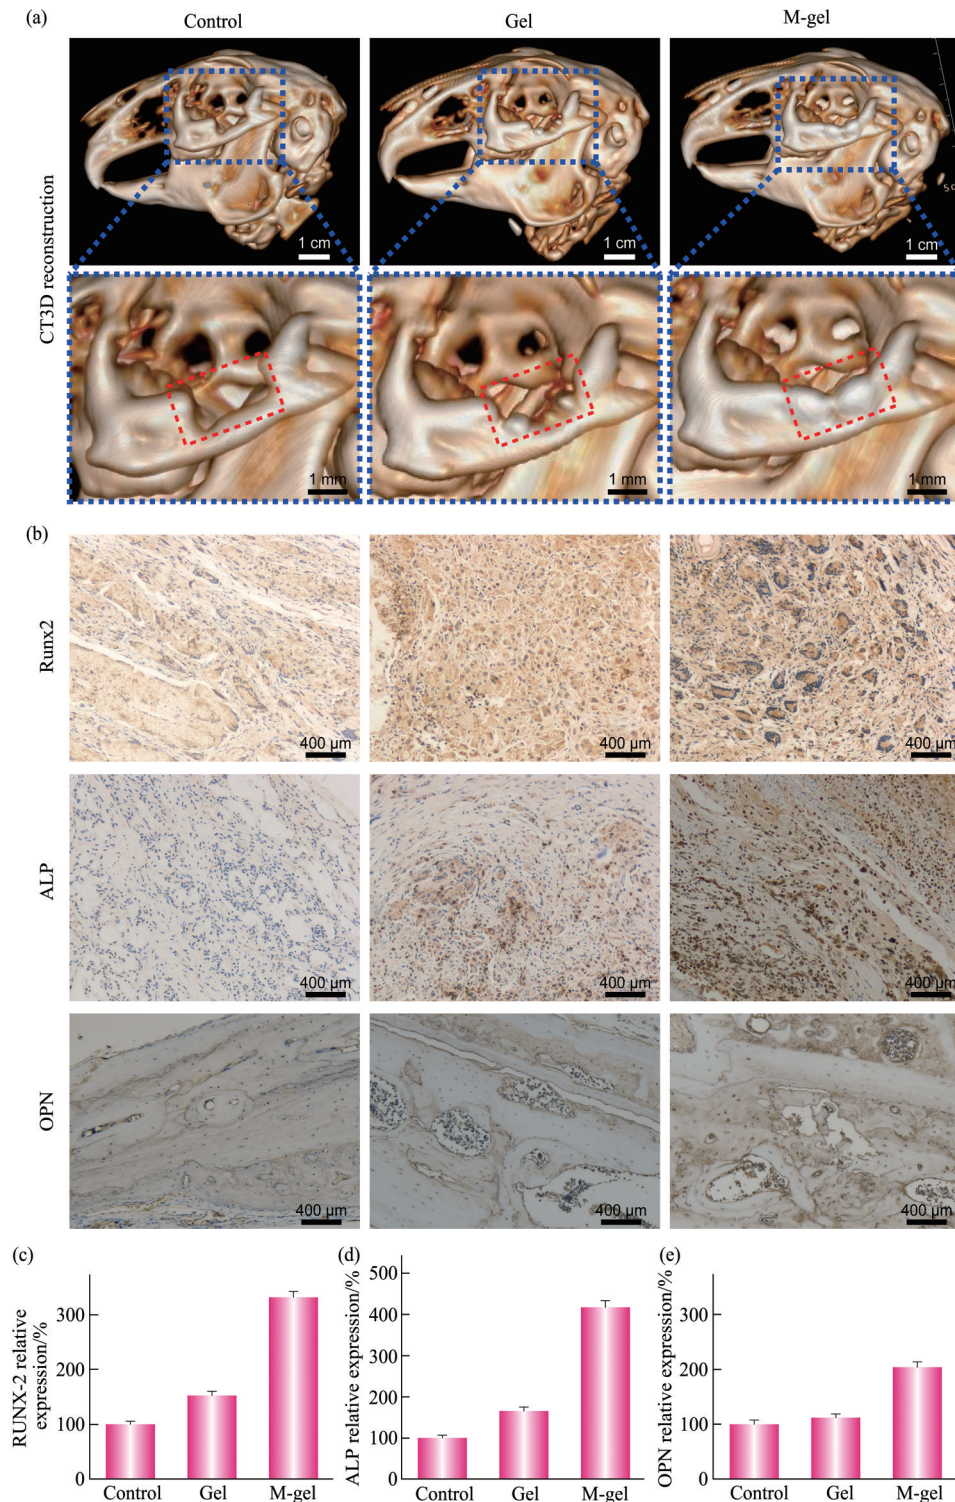 (a)
Control Gel M-gel
CT3D reconstruction
1 cm 1 cm 1 cm
1 mm 1 mm 1 mm
(b)
Runx2
400 μm 400 μm 400 μm
ALP
400 μm 400 μm 400 μm
OPN
400 μm 400 μm 400 μm
(c)
RUNX-2 relative
expression/%
300
200
100
0
Control Gel M-gel
(d)
ALP relative expression/%
500
400
300
200
100
0
Control Gel M-gel
(e)
OPN relative expression/%
300
200
100
0
Control Gel M-gel